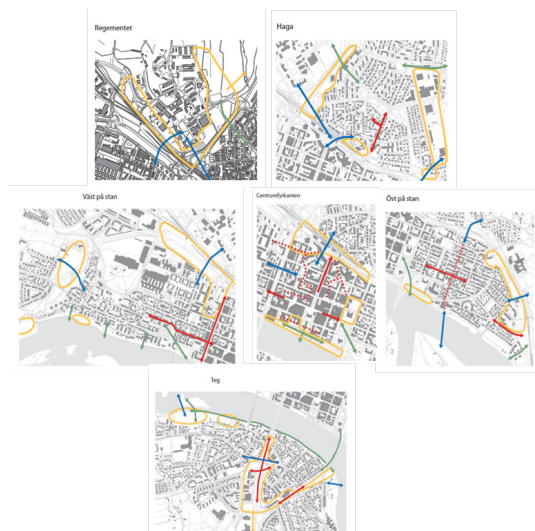 Regementet
Haga
Väst på stan
Centrumfyrkanten
Öst på stan
Teg